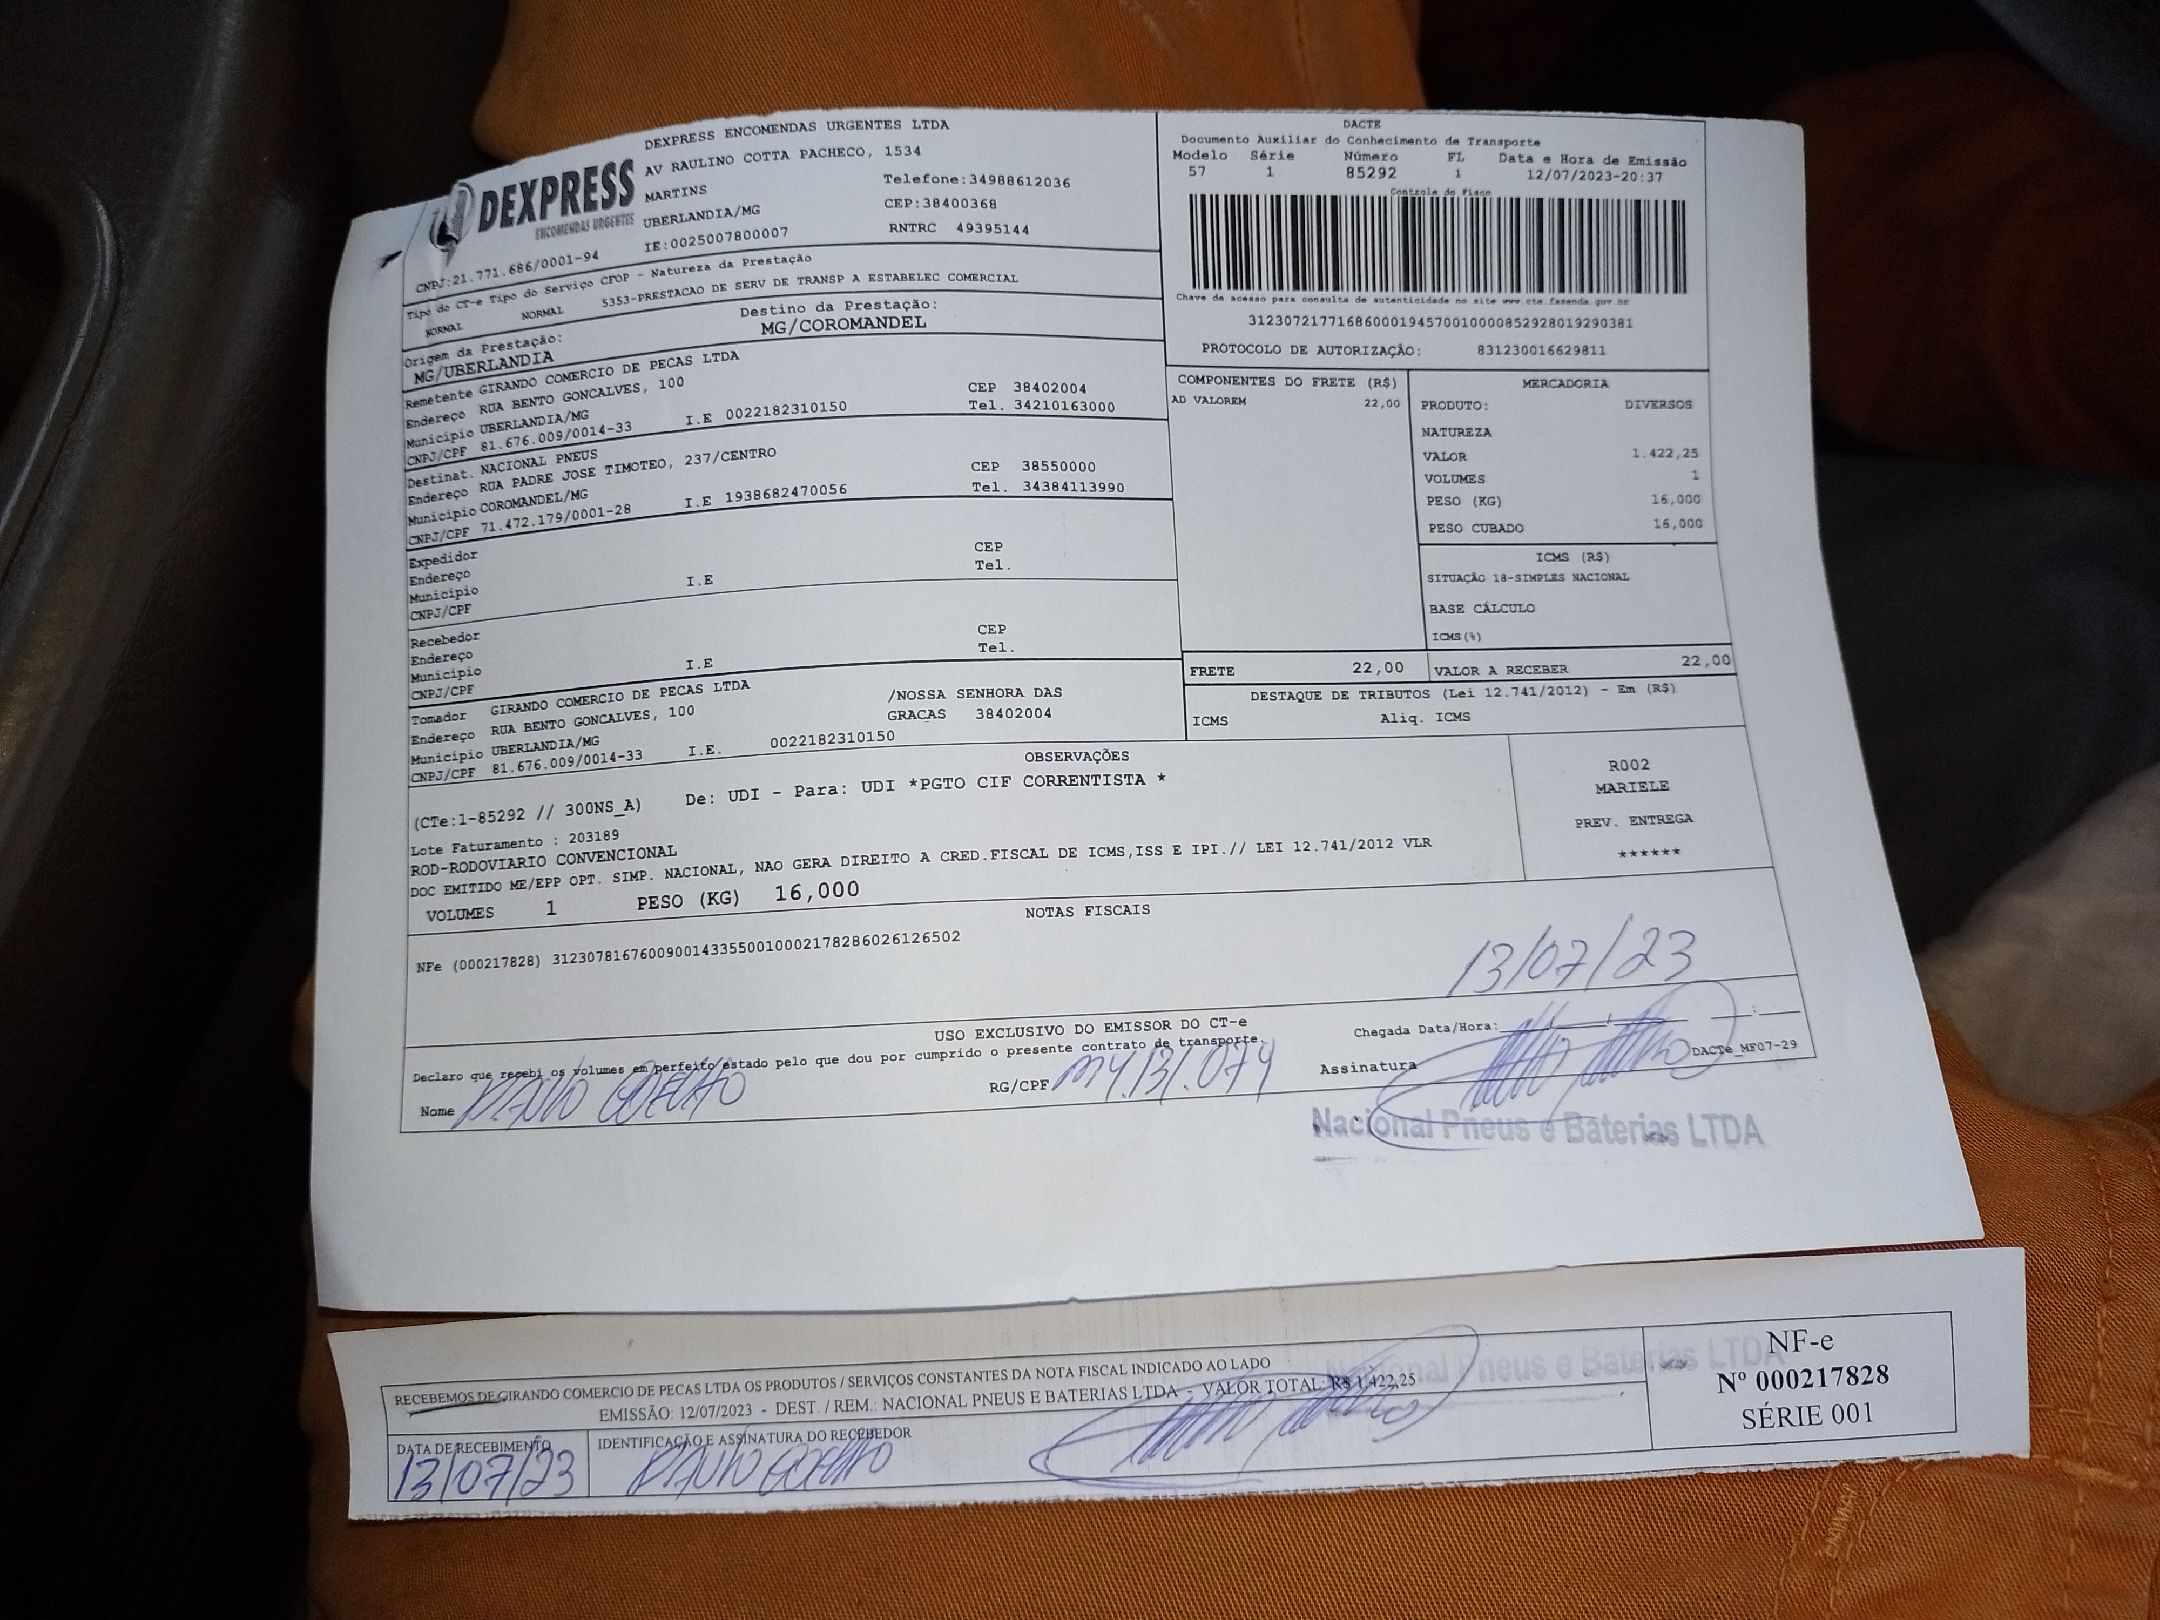 DEXPRESS
ENCOMENDAS URGENTES
DEXPRESS ENCOMENDAS URGENTES LTDA
AV RAULINO COTTA PACHECO, 1534
MARTINS Telefone:34988612036
UBERLANDIA/MG CEP:38400368
IE:0025007800007 RNTRC 49395144
CNPJ:21.771.686/0001-94
Tipo do CT-e Tipo do Serviço CFOP - Natureza da Prestação
NORMAL NORMAL 5353-PRESTACAO DE SERV DE TRANSP A ESTABELEC COMERCIAL
Origem da Prestação: Destino da Prestação:
MG/UBERLANDIA MG/COROMANDEL
DACTE
Documento Auxiliar do Conhecimento de Transporte
Modelo Série Número FL Data e Hora de Emissão
57 1 85292 1 12/07/2023-20:37
Controle do Fisco
Chave de acesso para consulta de autenticidade no site www.cte.fazenda.gov.br
31230721771686000194570010000852928019290381
PROTOCOLO DE AUTORIZAÇÃO: 831230016629811
Remetente GIRANDO COMERCIO DE PECAS LTDA
Endereço RUA BENTO GONCALVES, 100 CEP 38402004
Município UBERLANDIA/MG Tel. 34210163000
CNPJ/CPF 81.676.009/0014-33 I.E 0022182310150
Destinat. NACIONAL PNEUS
Endereço RUA PADRE JOSE TIMOTEO, 237/CENTRO CEP 38550000
Município COROMANDEL/MG Tel. 34384113990
CNPJ/CPF 71.472.179/0001-28 I.E 1938682470056
Expedidor
Endereço CEP
Município Tel.
CNPJ/CPF I.E
Recebedor
Endereço CEP
Município Tel.
CNPJ/CPF I.E
Tomador GIRANDO COMERCIO DE PECAS LTDA
Endereço RUA BENTO GONCALVES, 100 /NOSSA SENHORA DAS
Município UBERLANDIA/MG GRACAS 38402004
CNPJ/CPF 81.676.009/0014-33 I.E. 0022182310150
COMPONENTES DO FRETE (R$)
AD VALOREM 22,00
MERCADORIA
PRODUTO: DIVERSOS
NATUREZA
VALOR 1.422,25
VOLUMES 1
PESO (KG) 16,000
PESO CUBADO 16,000
ICMS (R$)
SITUAÇÃO 18-SIMPLES NACIONAL
BASE CÁLCULO
ICMS(%)
FRETE 22,00 VALOR A RECEBER 22,00
DESTAQUE DE TRIBUTOS (Lei 12.741/2012) - Em (R$)
ICMS Aliq. ICMS
OBSERVAÇÕES
(CTe:1-85292 // 300NS_A) De: UDI - Para: UDI *PGTO CIF CORRENTISTA *
Lote Faturamento : 203189
ROD-RODOVIARIO CONVENCIONAL
DOC EMITIDO ME/EPP OPT. SIMP. NACIONAL, NAO GERA DIREITO A CRED.FISCAL DE ICMS,ISS E IPI.// LEI 12.741/2012 VLR
VOLUMES 1 PESO (KG) 16,000
R002
MARIELE
PREV. ENTREGA
******
NOTAS FISCAIS
NFe (000217828) 31230781676009001433550010002178286026126502
13/07/23
USO EXCLUSIVO DO EMISSOR DO CT-e
Declaro que recebi os volumes em perfeito estado pelo que dou por cumprido o presente contrato de transporte.
Chegada Data/Hora: __/__/__ __:__
Nome PAULO COELHO RG/CPF MY.131.074 Assinatura
DACTe_MF07-29
Nacional Pneus e Baterias LTDA
RECEBEMOS DE GIRANDO COMERCIO DE PECAS LTDA OS PRODUTOS / SERVIÇOS CONSTANTES DA NOTA FISCAL INDICADO AO LADO
EMISSÃO: 12/07/2023 - DEST. / REM.: NACIONAL PNEUS E BATERIAS LTDA - VALOR TOTAL: R$ 1.422,25
Nacional Pneus e Baterias LTDA
DATA DE RECEBIMENTO IDENTIFICAÇÃO E ASSINATURA DO RECEBEDOR
13/07/23 PAULO COELHO
NF-e
Nº 000217828
SÉRIE 001